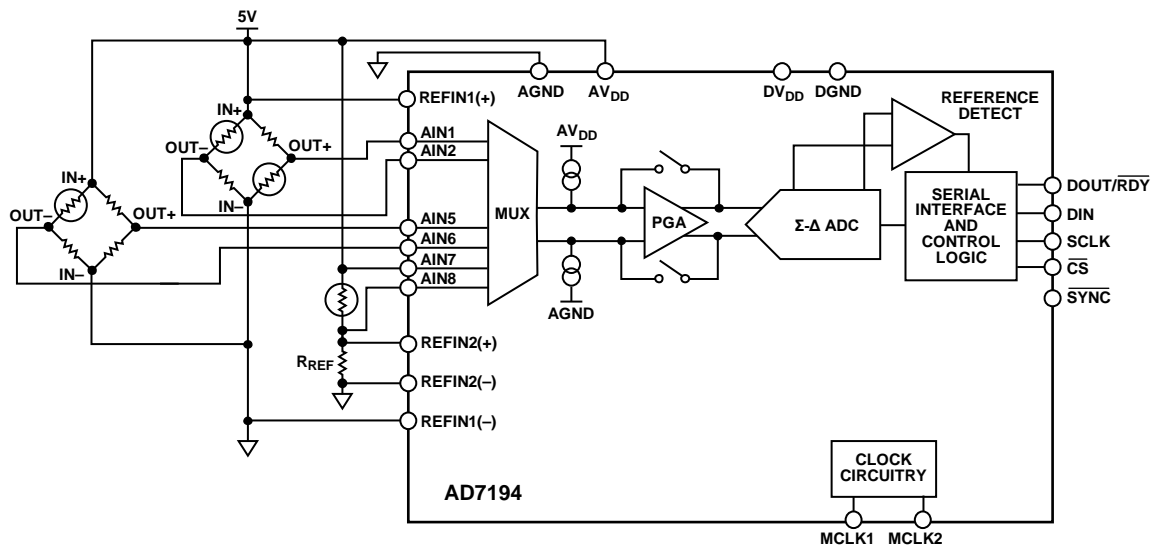 5V
AGND
AVDD
DVDD
DGND
REFIN1(+)
REFERENCE
DETECT
IN+
OUT–
OUT+
IN–
AIN1
AIN2
AVDD
IN+
OUT–
OUT+
IN–
AIN5
AIN6
AIN7
AIN8
MUX
PGA
Σ-Δ ADC
SERIAL
INTERFACE
AND
CONTROL
LOGIC
DOUT/RDY
DIN
SCLK
CS
SYNC
AGND
RREF
REFIN2(+)
REFIN2(–)
REFIN1(–)
CLOCK
CIRCUITRY
AD7194
MCLK1
MCLK2